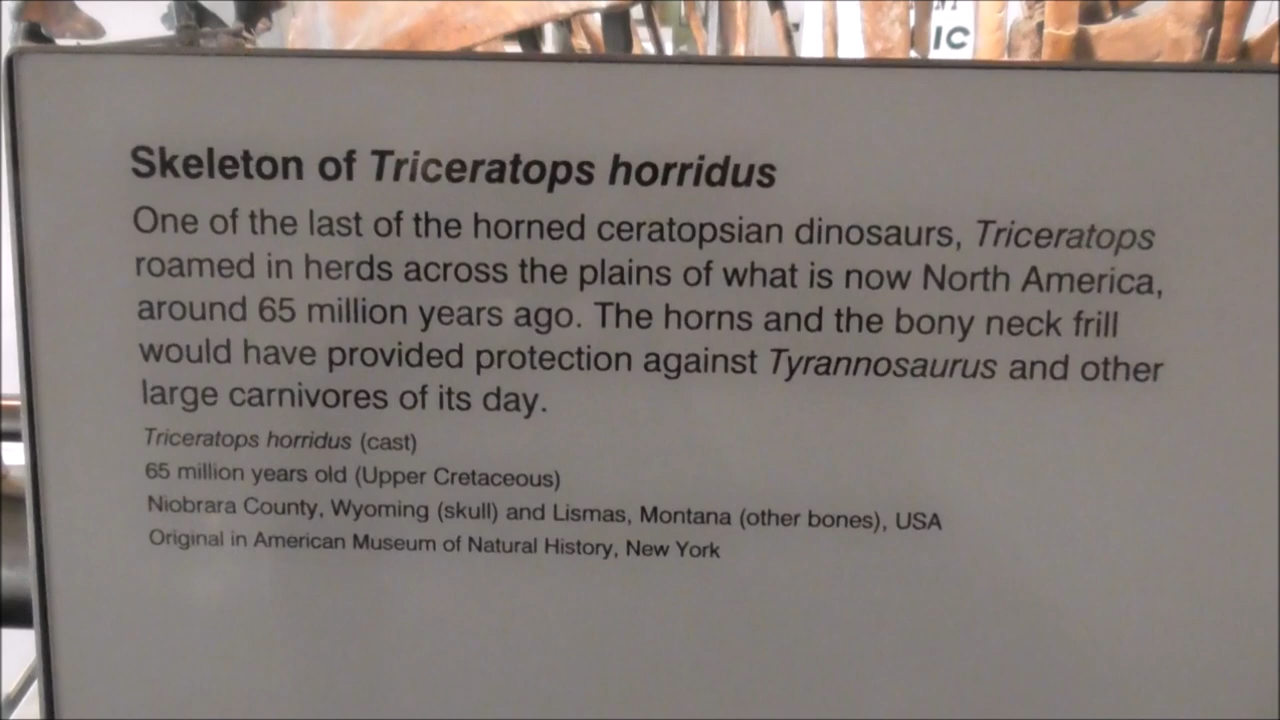 IC
Skeleton of Triceratops horridus
One of the last of the horned ceratopsian dinosaurs, Triceratops
roamed in herds across the plains of what is now North America,
around 65 million years ago. The horns and the bony neck frill
would have provided protection against Tyrannosaurus and other
large carnivores of its day.
Triceratops horridus (cast)
65 million years old (Upper Cretaceous)
Niobrara County, Wyoming (skull) and Lismas, Montana (other bones), USA
Original in American Museum of Natural History, New York